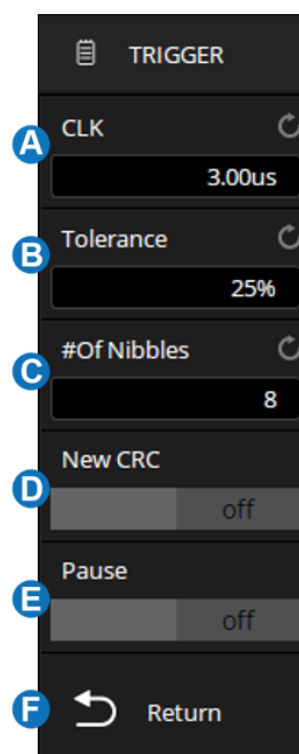 TRIGGER
A
CLK
3.00us
B
Tolerance
25%
C
#Of Nibbles
8
D
New CRC
off
E
Pause
off
F
Return